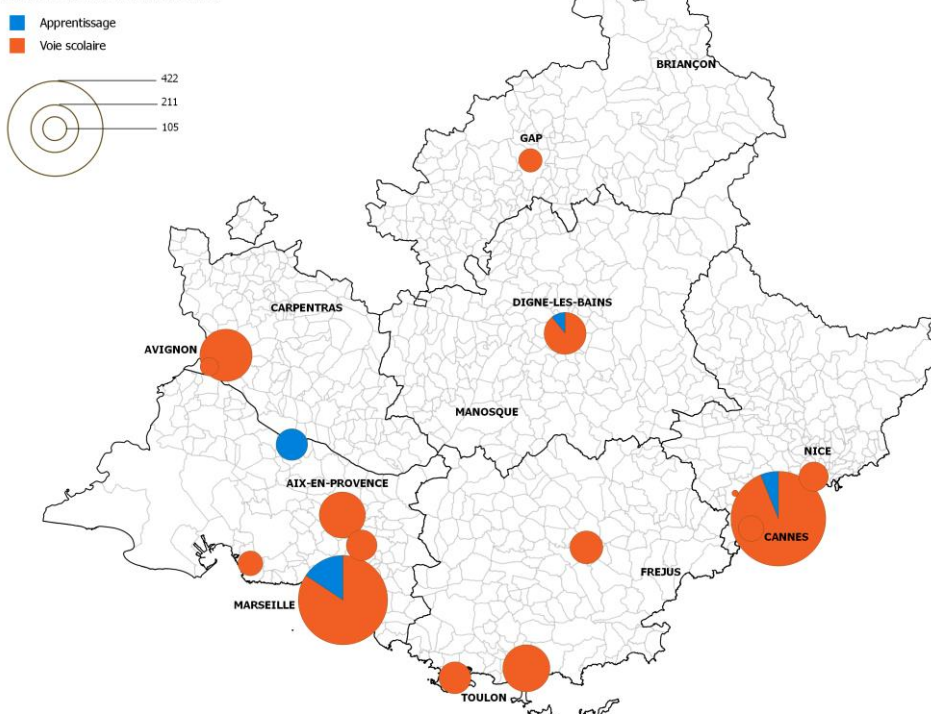 Apprentissage
Voie scolaire
422
211
105
BRIANÇON
GAP
CARPENTRAS
DIGNE-LES-BAINS
AVIGNON
MANOSQUE
NICE
AIX-EN-PROVENCE
CANNES
FREJUS
MARSEILLE
TOULON